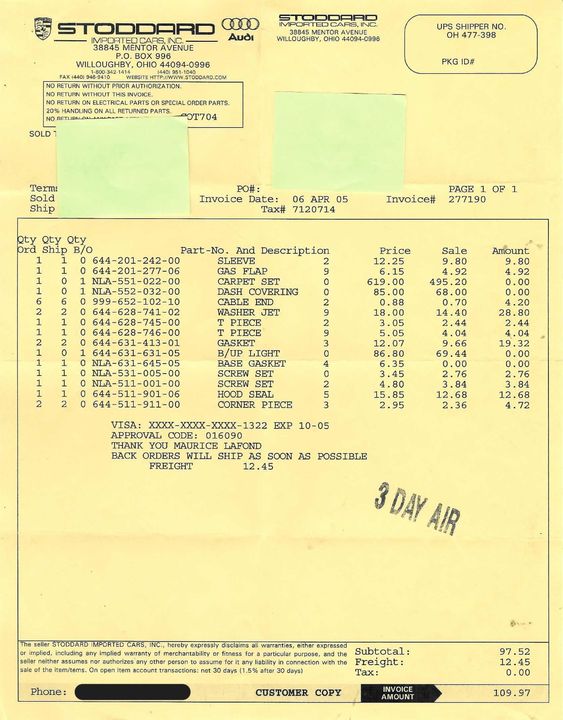 STODDARD
IMPORTED CARS, INC.
38845 MENTOR AVENUE
P.O. BOX 996
WILLOUGHBY, OHIO 44094-0996
1-800-342-1414 (440) 951-1040
FAX (440) 946-9410 WEBSITE HTTP://WWW.STODDARD.COM
Audi
STODDARD
IMPORTED CARS, INC.
38845 MENTOR AVENUE
WILLOUGHBY, OHIO 44094-0996
UPS SHIPPER NO.
OH 477-398
PKG ID#
NO RETURN WITHOUT PRIOR AUTHORIZATION.
NO RETURN WITHOUT THIS INVOICE.
NO RETURN ON ELECTRICAL PARTS OR SPECIAL ORDER PARTS.
20% HANDLING ON ALL RETURNED PARTS.
NO RETURN ON
SOLD
Term
Sold
Ship
PO#:
Invoice Date: 06 APR 05
Tax# 7120714
PAGE 1 OF 1
Invoice# 277190
Qty Qty Qty
Ord Ship B/O Part-No. And Description Price Sale Amount
1 1 0 644-201-242-00 SLEEVE 2 12.25 9.80 9.80
1 1 0 644-201-277-06 GAS FLAP 9 6.15 4.92 4.92
1 0 1 NLA-551-022-00 CARPET SET 0 619.00 495.20 0.00
1 0 1 NLA-552-032-00 DASH COVERING 0 85.00 68.00 0.00
6 6 0 999-652-102-10 CABLE END 2 0.88 0.70 4.20
2 2 0 644-628-741-02 WASHER JET 9 18.00 14.40 28.80
1 1 0 644-628-745-00 T PIECE 2 3.05 2.44 2.44
1 1 0 644-628-746-00 T PIECE 9 5.05 4.04 4.04
2 2 0 644-631-413-01 GASKET 3 12.07 9.66 19.32
1 0 1 644-631-631-05 B/UP LIGHT 0 86.80 69.44 0.00
1 1 0 NLA-631-645-05 BASE GASKET 4 6.35 0.00 0.00
1 1 0 NLA-531-005-00 SCREW SET 0 3.45 2.76 2.76
1 1 0 NLA-511-001-00 SCREW SET 2 4.80 3.84 3.84
1 1 0 644-511-901-06 HOOD SEAL 5 15.85 12.68 12.68
2 2 0 644-511-911-00 CORNER PIECE 3 2.95 2.36 4.72
VISA: XXXX-XXXX-XXXX-1322 EXP 10-05
APPROVAL CODE: 016090
THANK YOU MAURICE LAFOND
BACK ORDERS WILL SHIP AS SOON AS POSSIBLE
FREIGHT 12.45
3 DAY AIR
The seller STODDARD IMPORTED CARS, INC., hereby expressly disclaims all warranties, either expressed
or implied, including any implied warranty of merchantability or fitness for a particular purpose, and the
seller neither assumes nor authorizes any other person to assume for it any liability in connection with the
sale of the item/items. On open item account transactions: net 30 days (1.5% after 30 days)
Subtotal: 97.52
Freight: 12.45
Tax: 0.00
Phone:
CUSTOMER COPY
INVOICE
AMOUNT
109.97